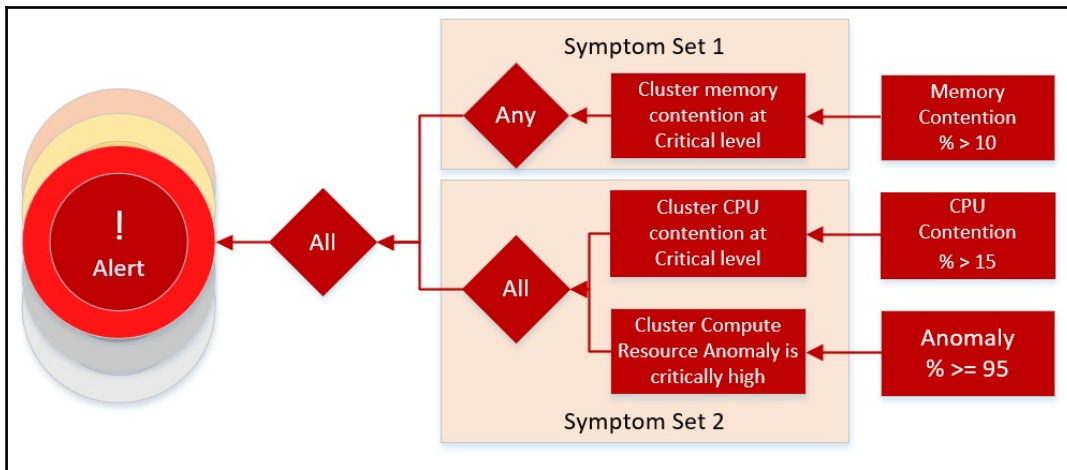 Symptom Set 1
Any
Cluster memory
contention at
Critical level
Memory
Contention
% > 10
!
Alert
All
All
Cluster CPU
contention at
Critical level
CPU
Contention
% > 15
Cluster Compute
Resource Anomaly is
critically high
Anomaly
% >= 95
Symptom Set 2